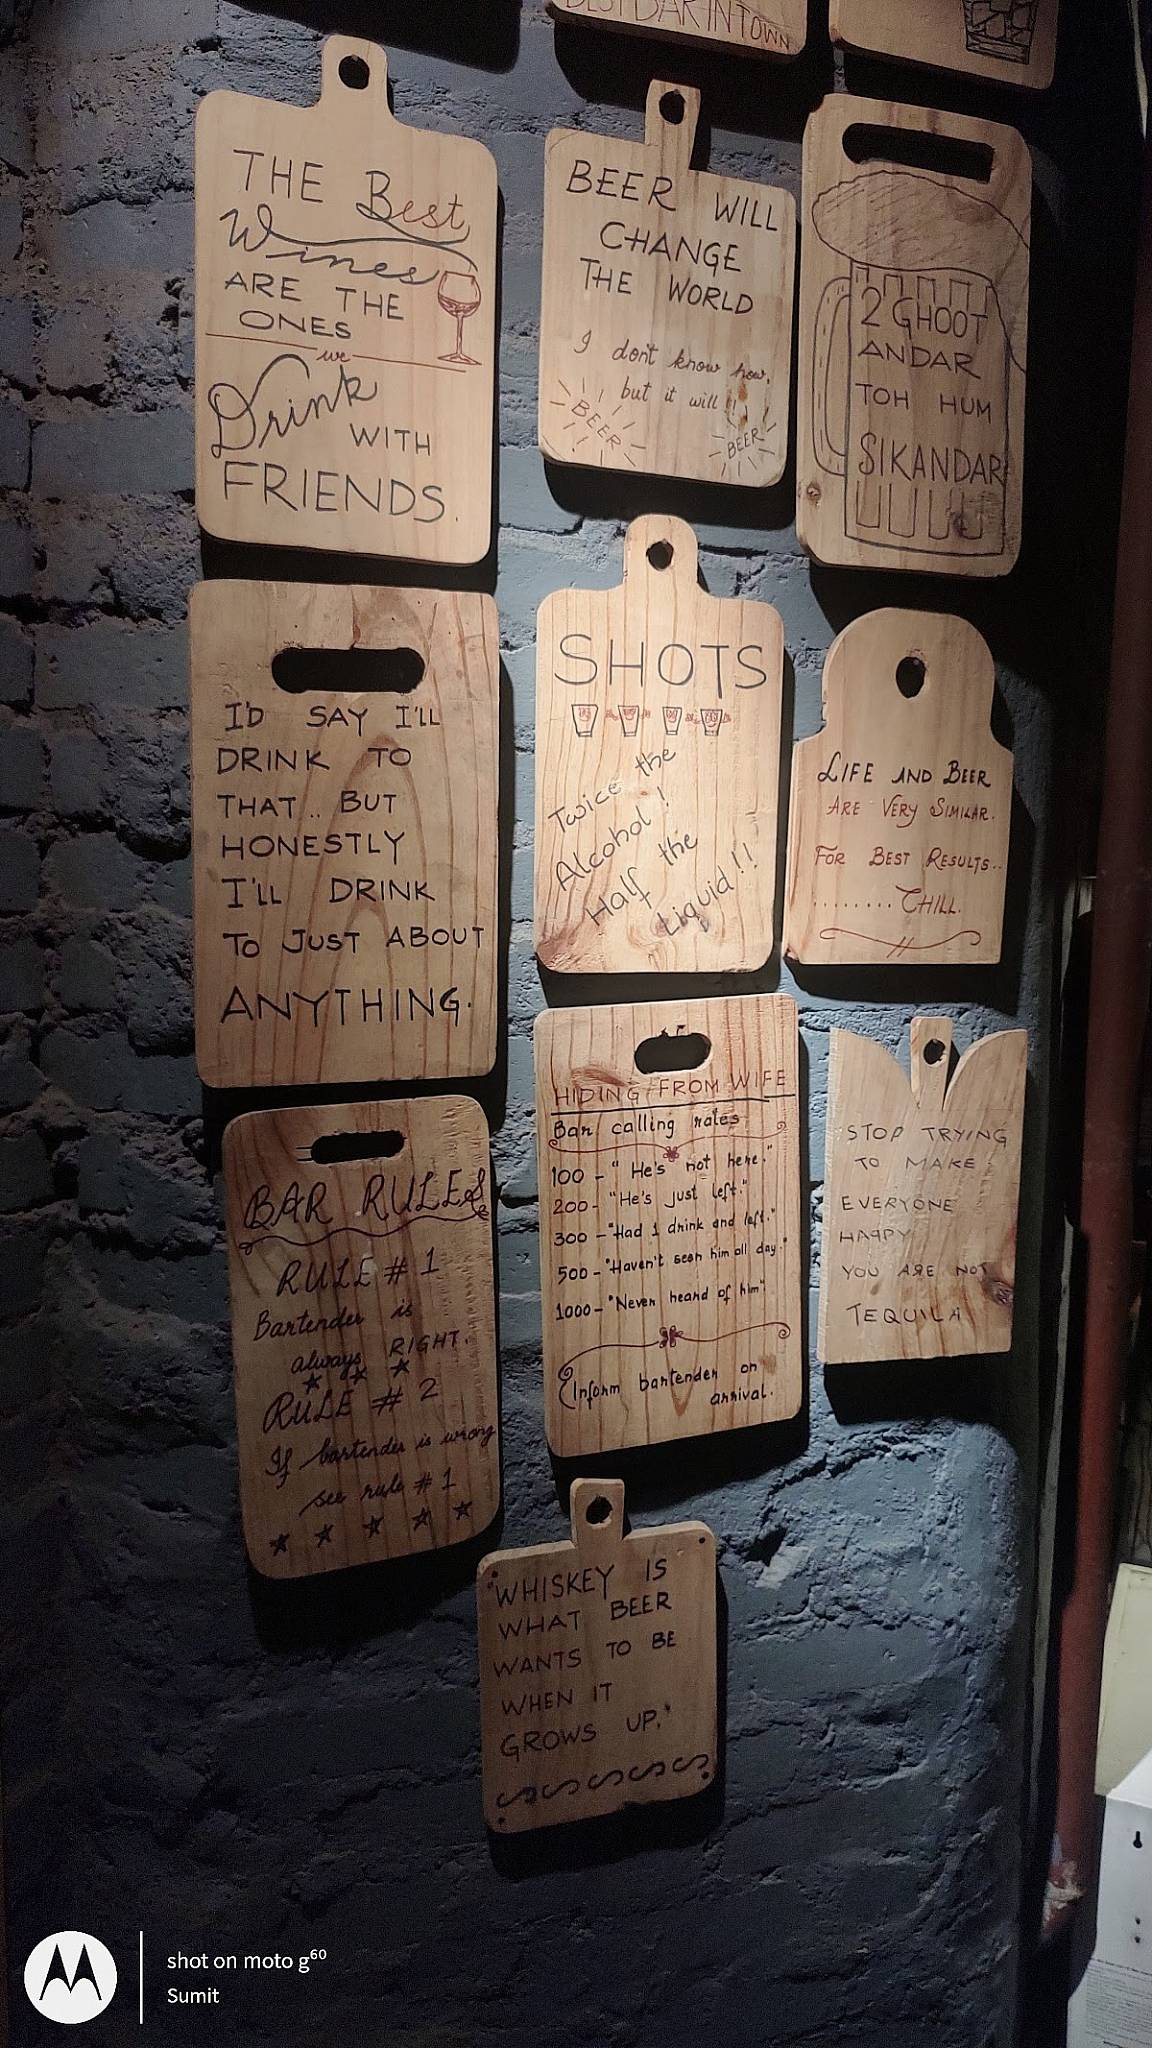 BEST BAR IN TOWN
THE Best
Wines
ARE THE
ONES
we
Drink
WITH
FRIENDS.
BEER WILL
CHANGE
THE WORLD
I don't know how,
but it will !!
BEER
BEER
2 GHOOT
ANDAR
TOH HUM
SIKANDAR
I'D SAY I'LL
DRINK TO
THAT.. BUT
HONESTLY
I'LL DRINK
TO JUST ABOUT
ANYTHING.
SHOTS
Twice the
Alcohol !
Half the
Liquid !!
LIFE AND BEER
ARE VERY SIMILAR.
FOR BEST RESULTS..
........ CHILL.
BAR RULES
RULE # 1
Bartender is
always RIGHT.
RULE # 2
If bartender is wrong
see rule # 1
HIDING FROM WIFE
Bar calling rates
100 - "He's not here."
200 - "He's just left."
300 - "Had 1 drink and left."
500 - "Haven't seen him all day."
1000 - "Never heard of him"
Inform bartender on
arrival.
STOP TRYING
TO MAKE
EVERYONE
HAPPY
YOU ARE NOT
TEQUILA
"WHISKEY IS
WHAT BEER
WANTS TO BE
WHEN IT
GROWS UP."
shot on moto g60
Sumit